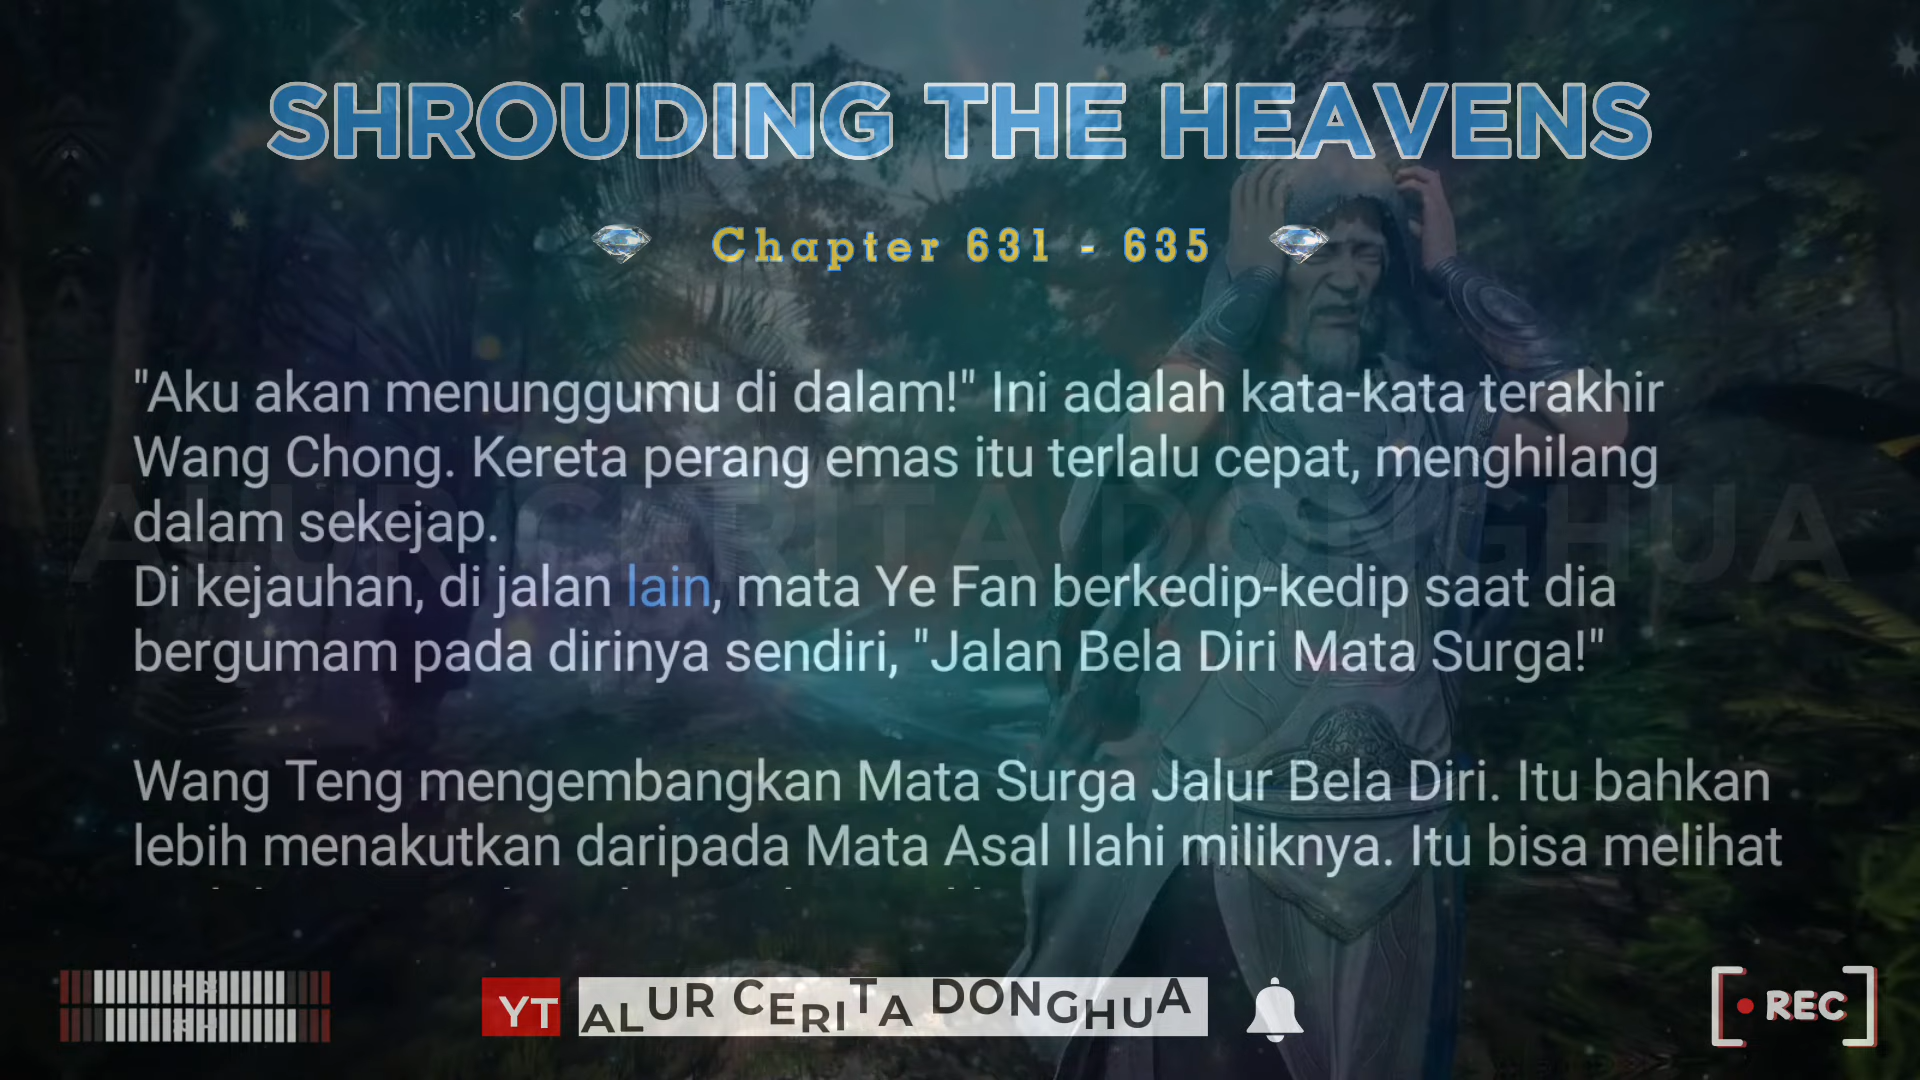 SHROUDING THE HEAVENS
Chapter 631 - 635
"Aku akan menunggumu di dalam!" Ini adalah kata-kata terakhir
Wang Chong. Kereta perang emas itu terlalu cepat, menghilang
dalam sekejap.
ALUR CERITA DONGHUA
Di kejauhan, di jalan lain, mata Ye Fan berkedip-kedip saat dia
bergumam pada dirinya sendiri, "Jalan Bela Diri Mata Surga!"
Wang Teng mengembangkan Mata Surga Jalur Bela Diri. Itu bahkan
lebih menakutkan daripada Mata Asal Ilahi miliknya. Itu bisa melihat
YT ALUR CERITA DONGHUA
REC